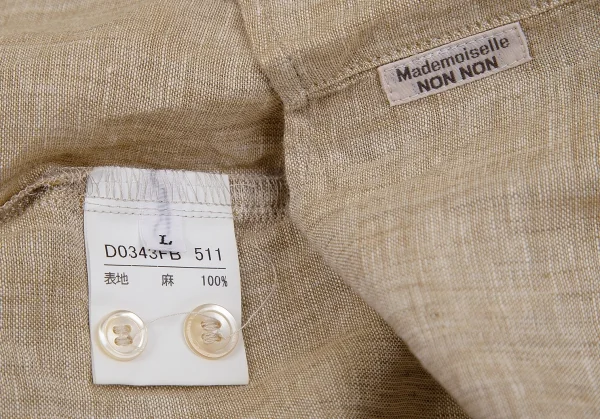 Mademoiselle
NON NON
L
D0343FB 511
表地 麻 100%